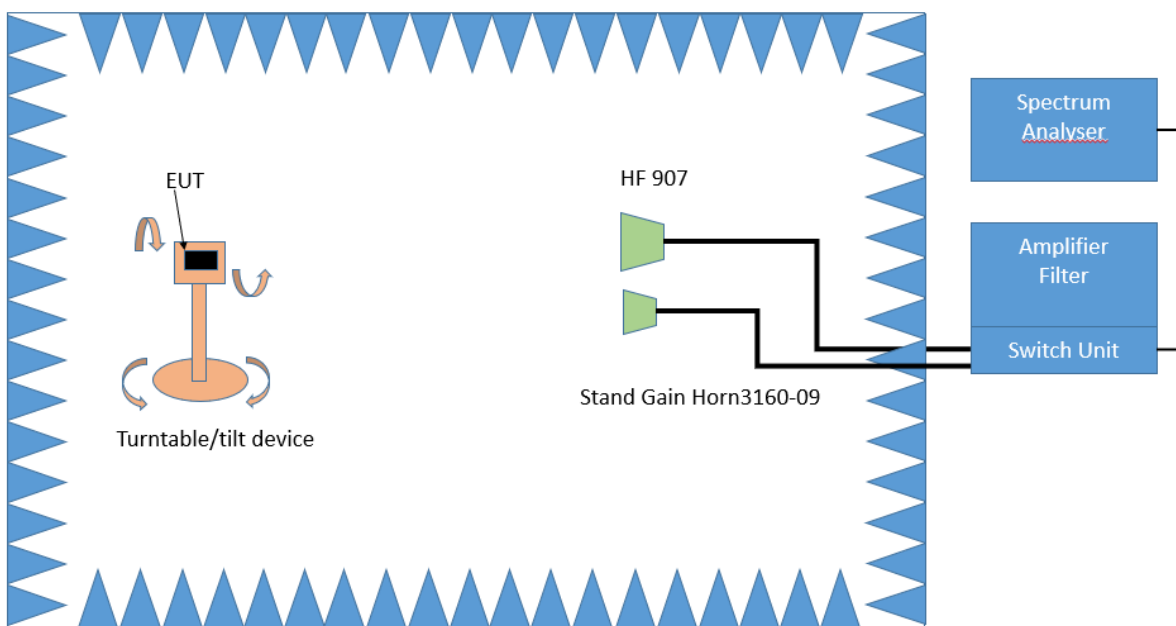 Spectrum
Analyser
EUT
HF 907
Amplifier
Filter
Switch Unit
Stand Gain Horn3160-09
Turntable/tilt device